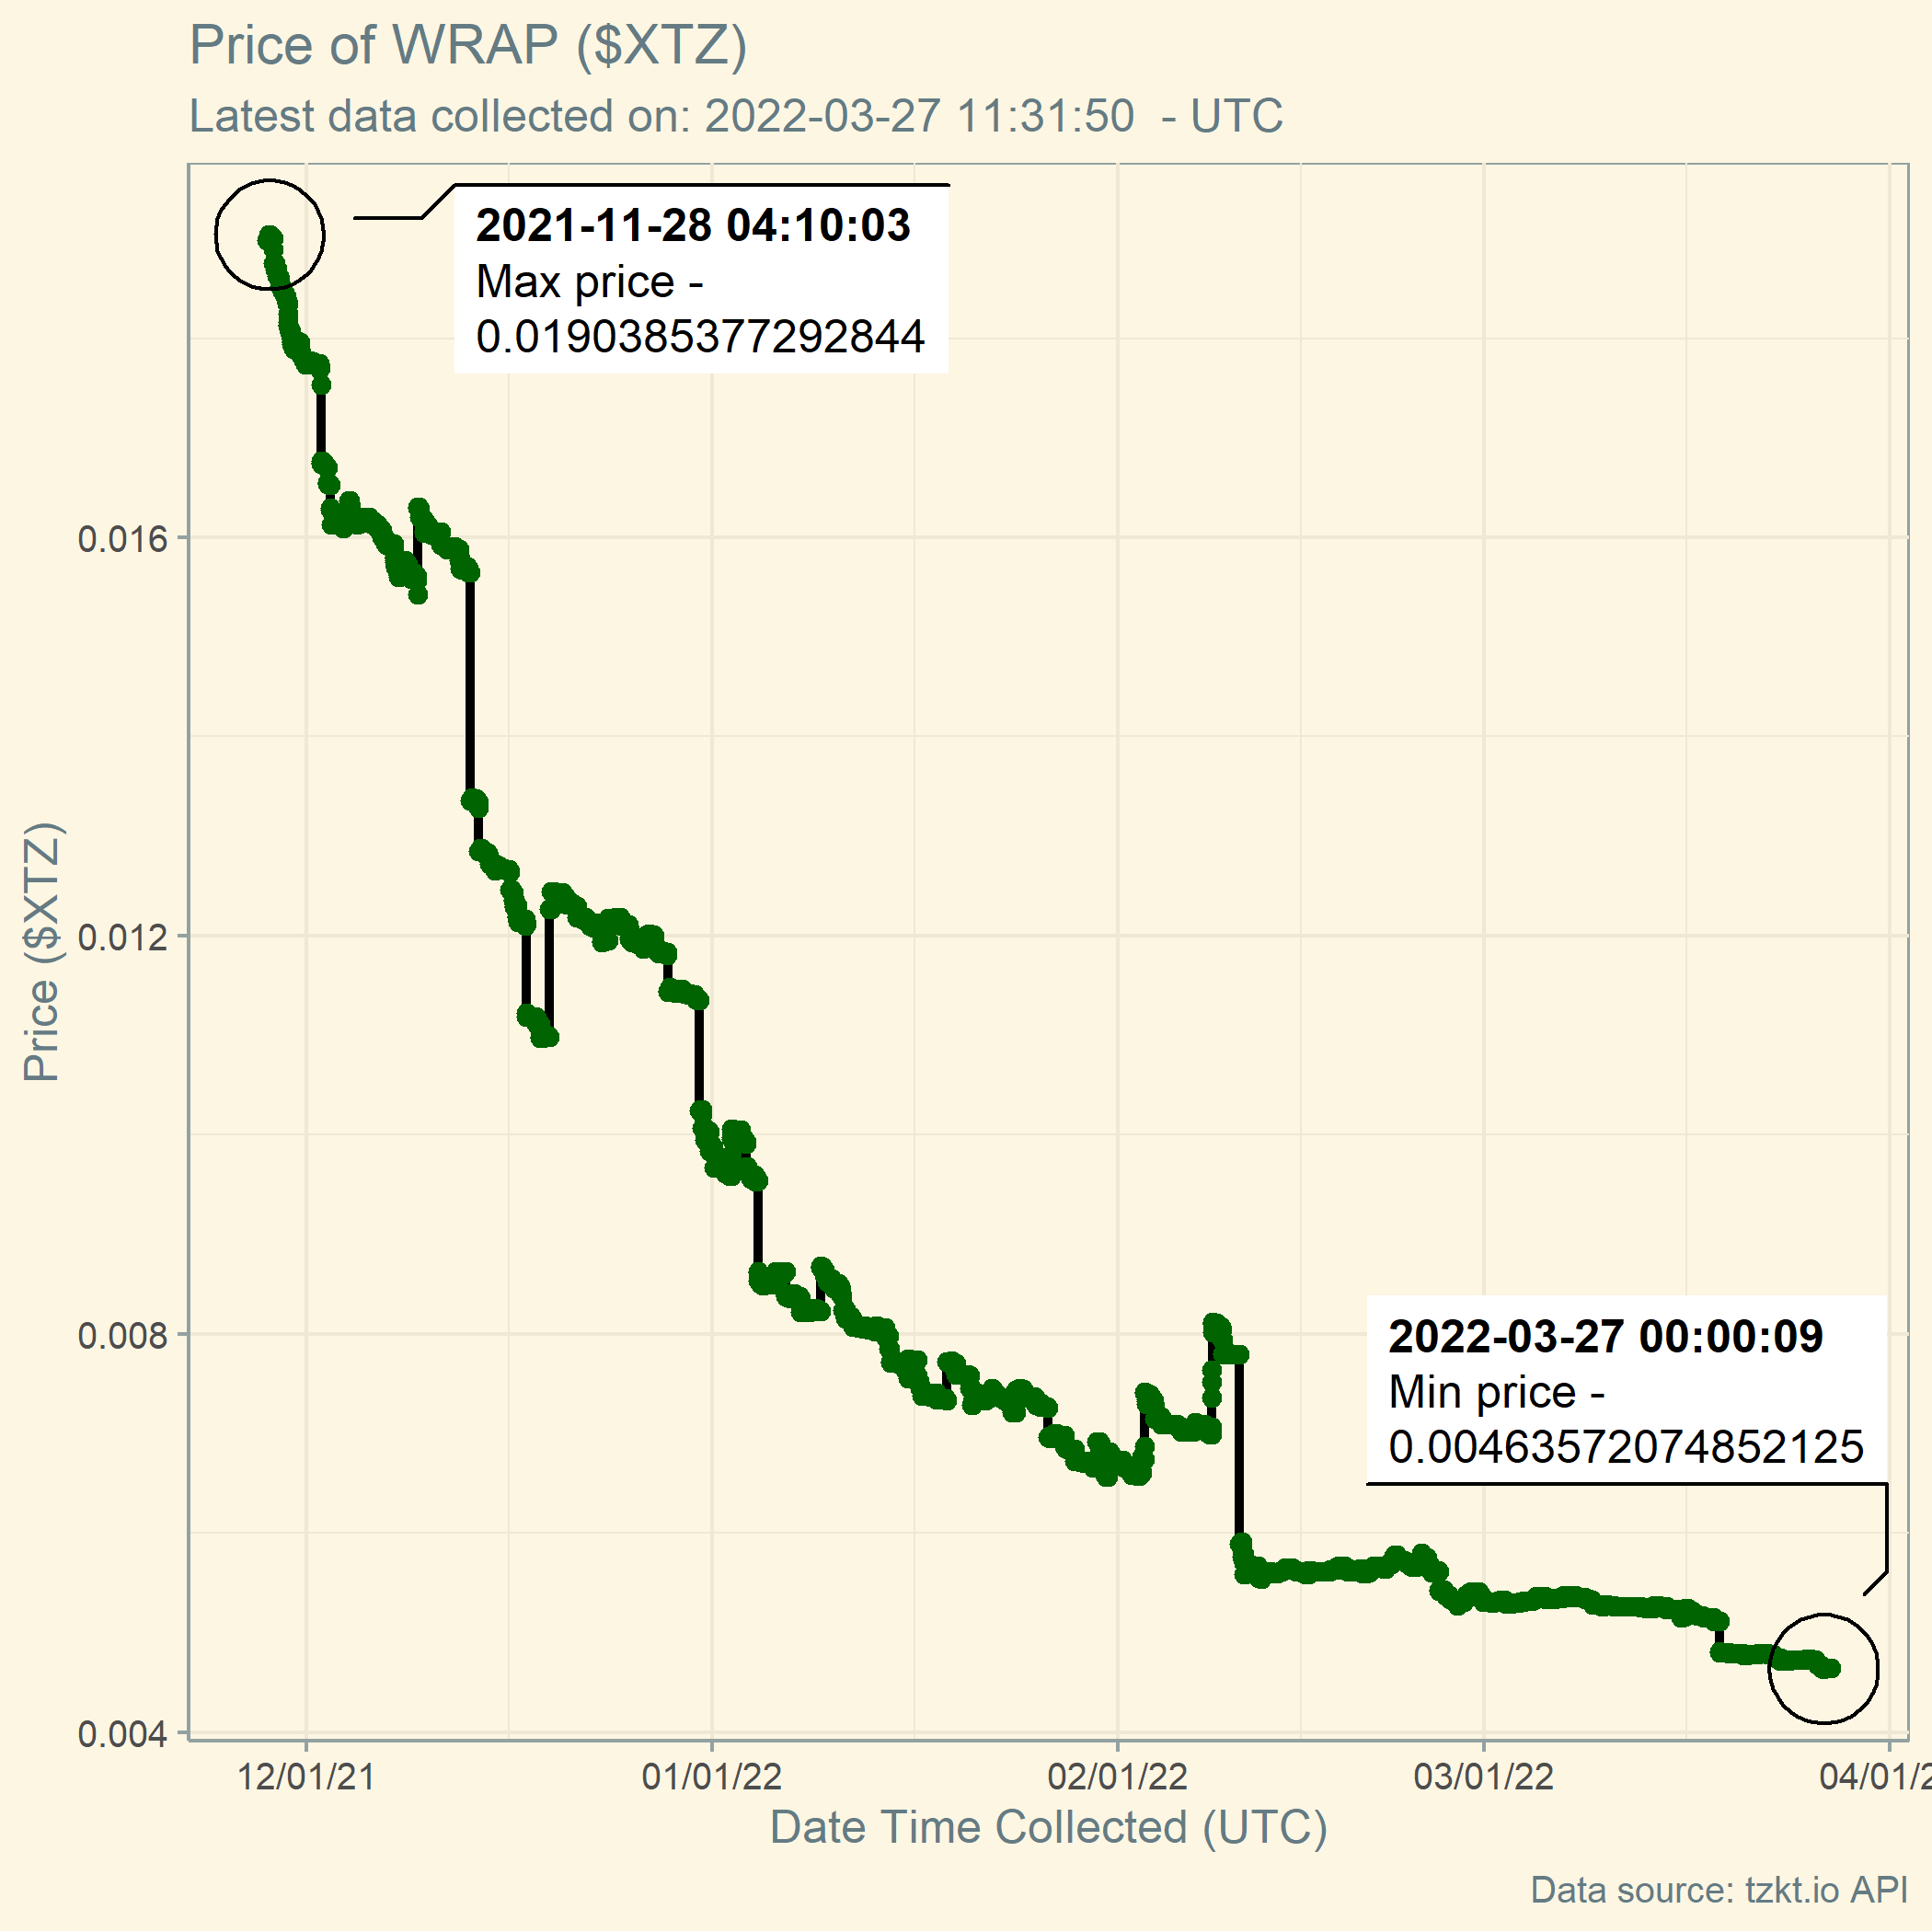 Price of WRAP ($XTZ)
Latest data collected on: 2022-03-27 11:31:50  - UTC
2021-11-28 04:10:03
Max price -
0.0190385377292844
0.016
0.012
0.008
0.004
Price ($XTZ)
2022-03-27 00:00:09
Min price -
0.00463572074852125
12/01/21
01/01/22
02/01/22
03/01/22
04/01/2
Date Time Collected (UTC)
Data source: tzkt.io API